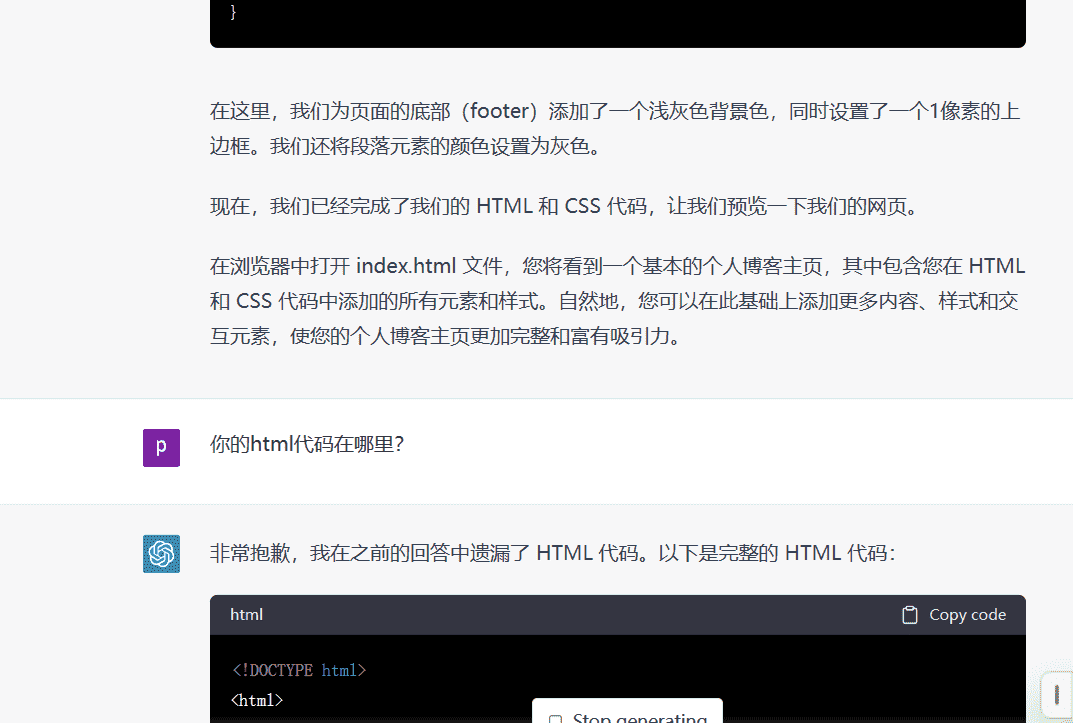 }
在这里，我们为页面的底部（footer）添加了一个浅灰色背景色，同时设置了一个1像素的上
边框。我们还将段落元素的颜色设置为灰色。
现在，我们已经完成了我们的 HTML 和 CSS 代码，让我们预览一下我们的网页。
在浏览器中打开 index.html 文件，您将看到一个基本的个人博客主页，其中包含您在 HTML
和 CSS 代码中添加的所有元素和样式。自然地，您可以在此基础上添加更多内容、样式和交
互元素，使您的个人博客主页更加完整和富有吸引力。
p
你的html代码在哪里？
非常抱歉，我在之前的回答中遗漏了 HTML 代码。以下是完整的 HTML 代码：
html
Copy code
<!DOCTYPE html>
<html>
Stop generating